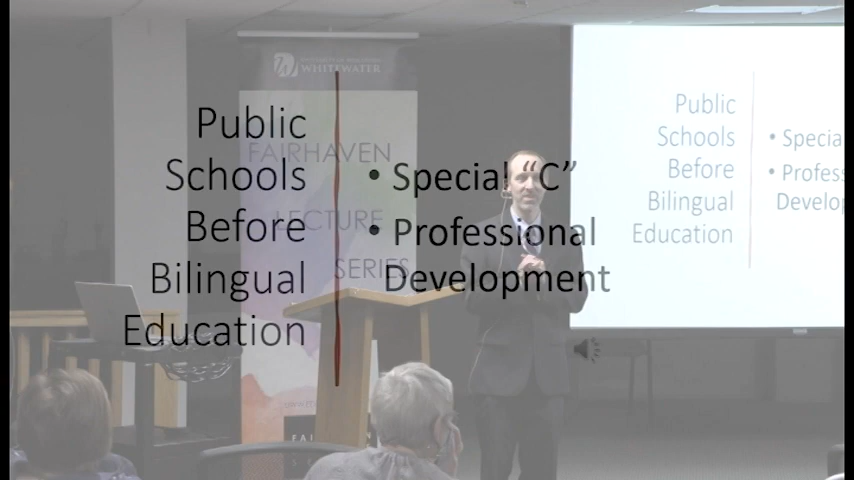 WHITEWATER
FAIRHAVEN
LECTURE
SERIES
Public
Schools
Before
Bilingual
Education
• Special “C”
• Professional
Development
Public
Schools
Before
Bilingual
Education
• Specia
• Profess
Develop